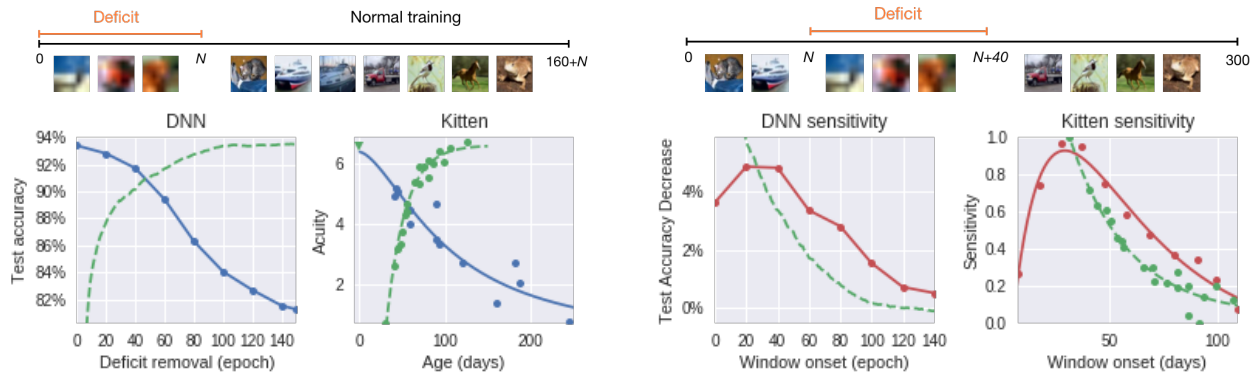 Deficit
Normal training
0
N
160+N
Deficit
0
N
N+40
300
DNN
Test accuracy
94%
92%
90%
88%
86%
84%
82%
0 20 40 60 80 100 120 140
Deficit removal (epoch)
Kitten
Acuity
6
4
2
0 100 200
Age (days)
DNN sensitivity
Test Accuracy Decrease
4%
2%
0%
0 20 40 60 80 100 120 140
Window onset (epoch)
Kitten sensitivity
Sensitivity
1.0
0.8
0.6
0.4
0.2
0.0
50 100
Window onset (days)